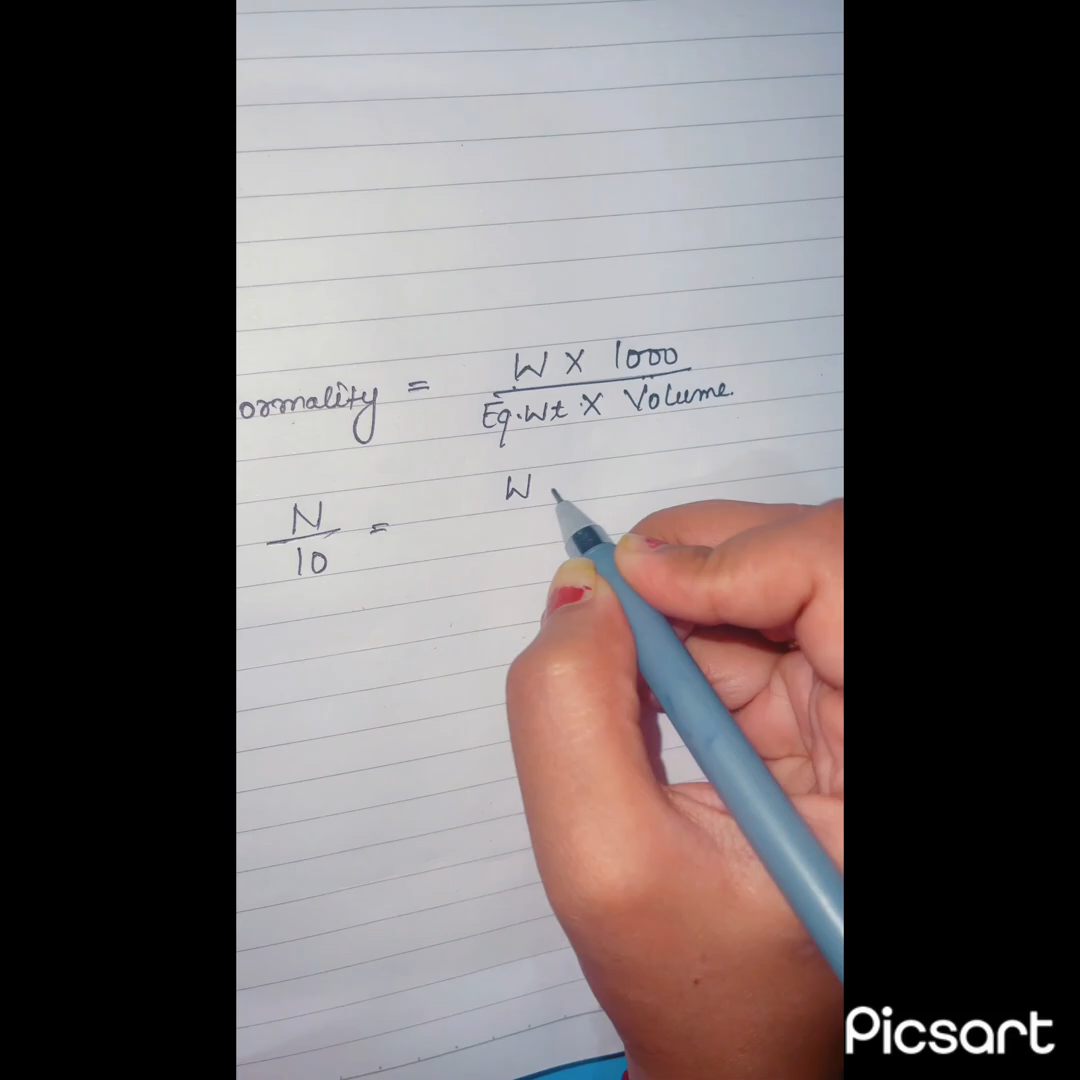 ormality = W X 1000
Eq.Wt X Volume.
N W
10 =
Picsart